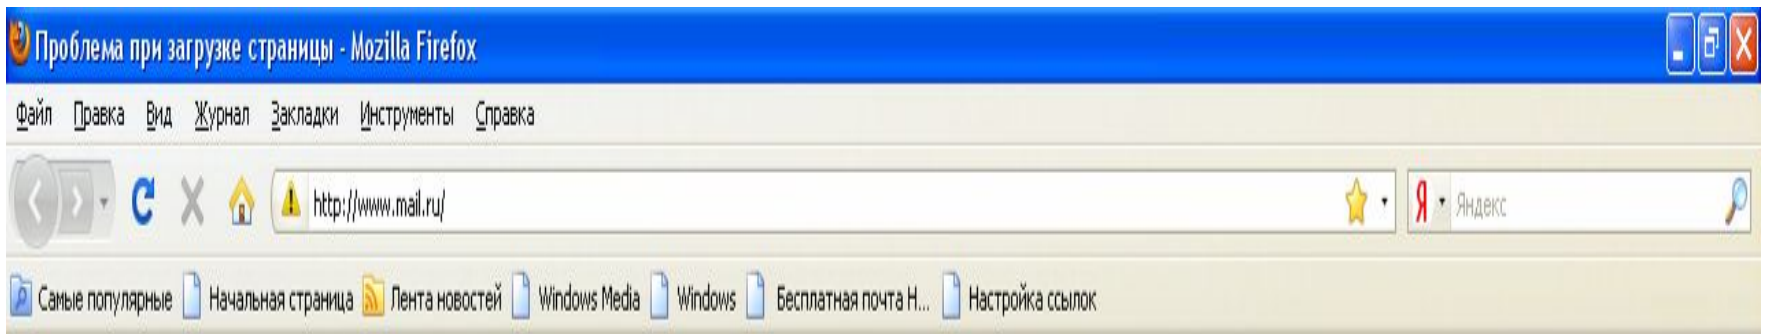 Проблема при загрузке страницы - Mozilla Firefox
Файл Правка Вид Журнал Закладки Инструменты Справка
http://www.mail.ru/ Я Яндекс
Самые популярные Начальная страница Лента новостей Windows Media Windows Бесплатная почта H... Настройка ссылок